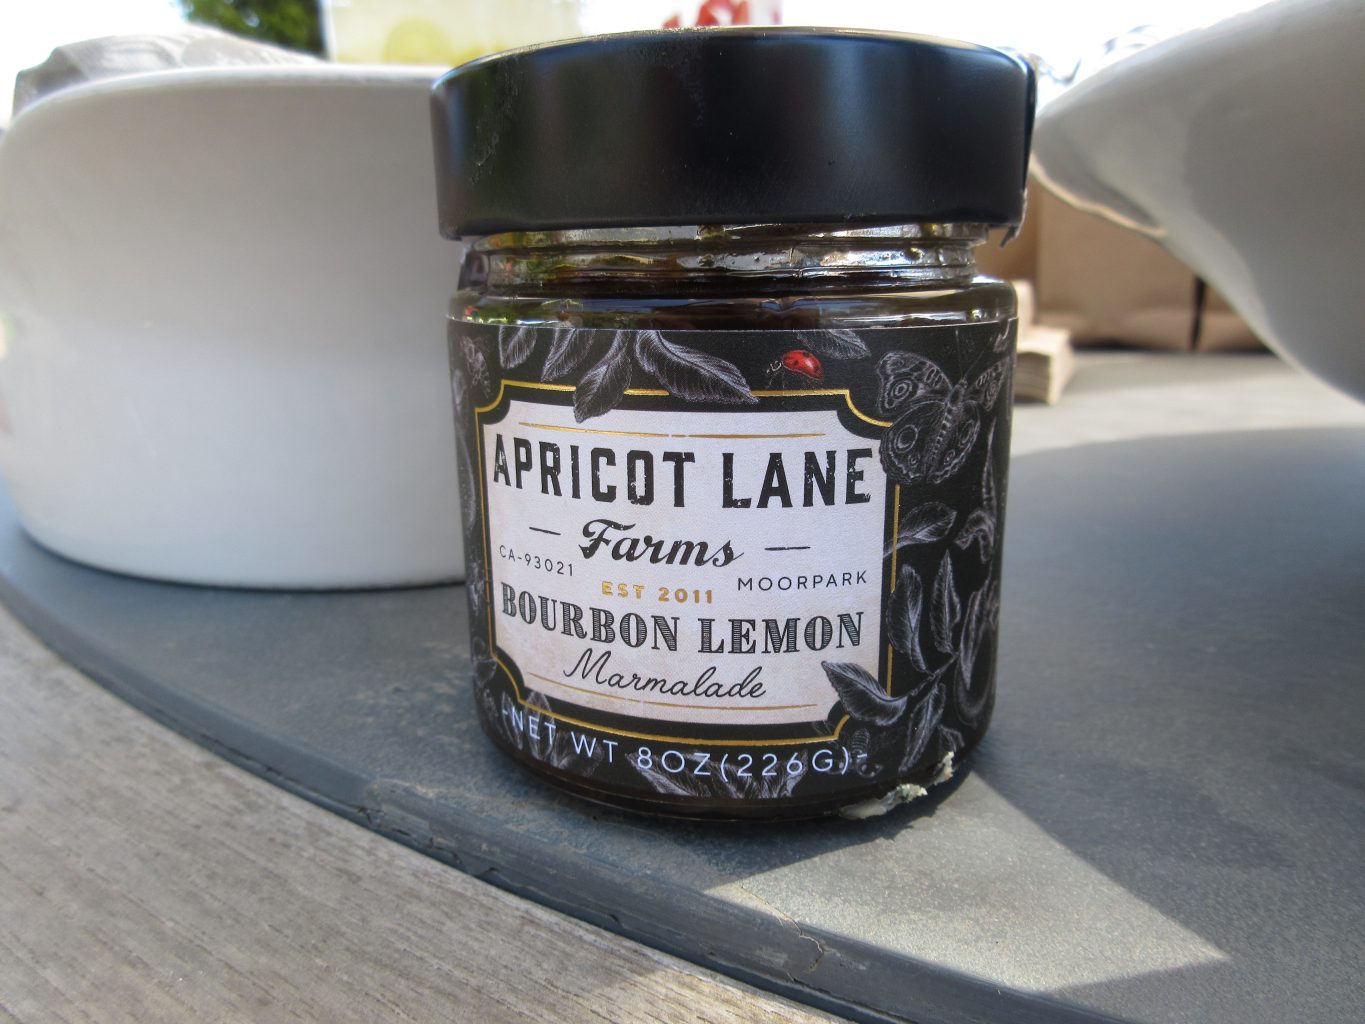 APRICOT LANE
Farms
CA-93021
MOORPARK
EST 2011
BOURBON LEMON
Marmalade
-NET WT 8OZ(226G)-